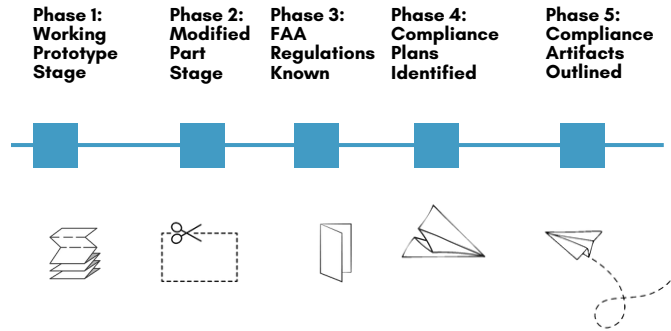 Phase 1:
Working
Prototype
Stage
Phase 2:
Modified
Part
Stage
Phase 3:
FAA
Regulations
Known
Phase 4:
Compliance
Plans
Identified
Phase 5:
Compliance
Artifacts
Outlined